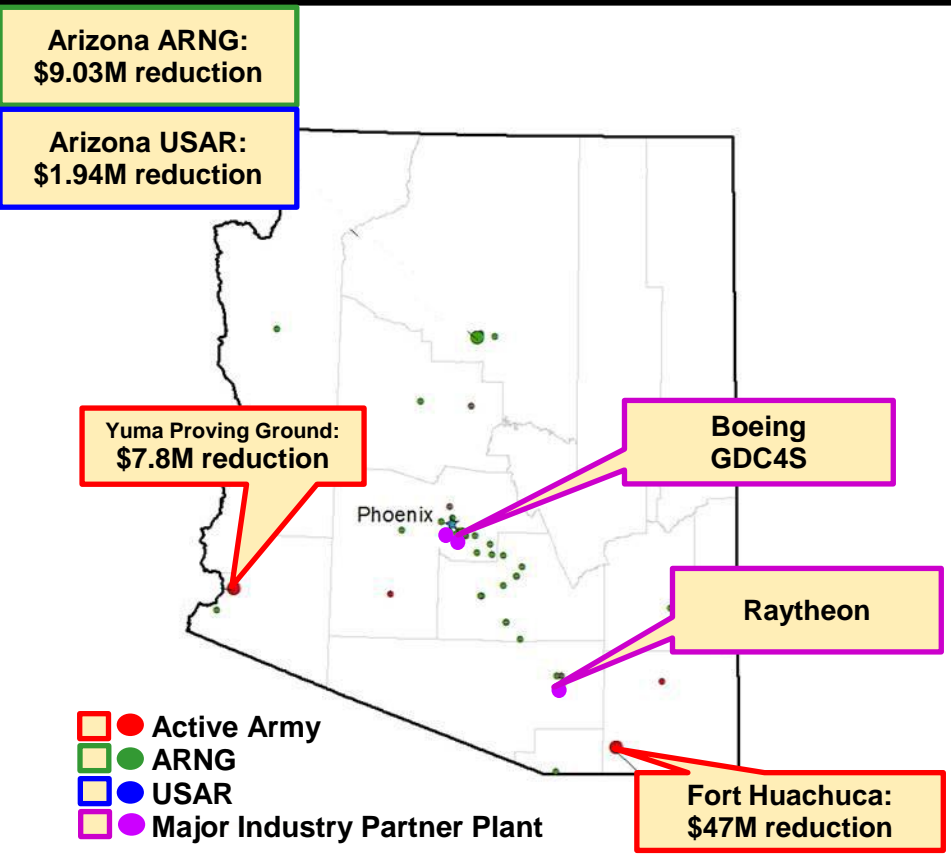 Arizona ARNG:
$9.03M reduction
Arizona USAR:
$1.94M reduction
Yuma Proving Ground:
$7.8M reduction
Boeing
GDC4S
Phoenix
Raytheon
Active Army
ARNG
USAR
Major Industry Partner Plant
Fort Huachuca:
$47M reduction